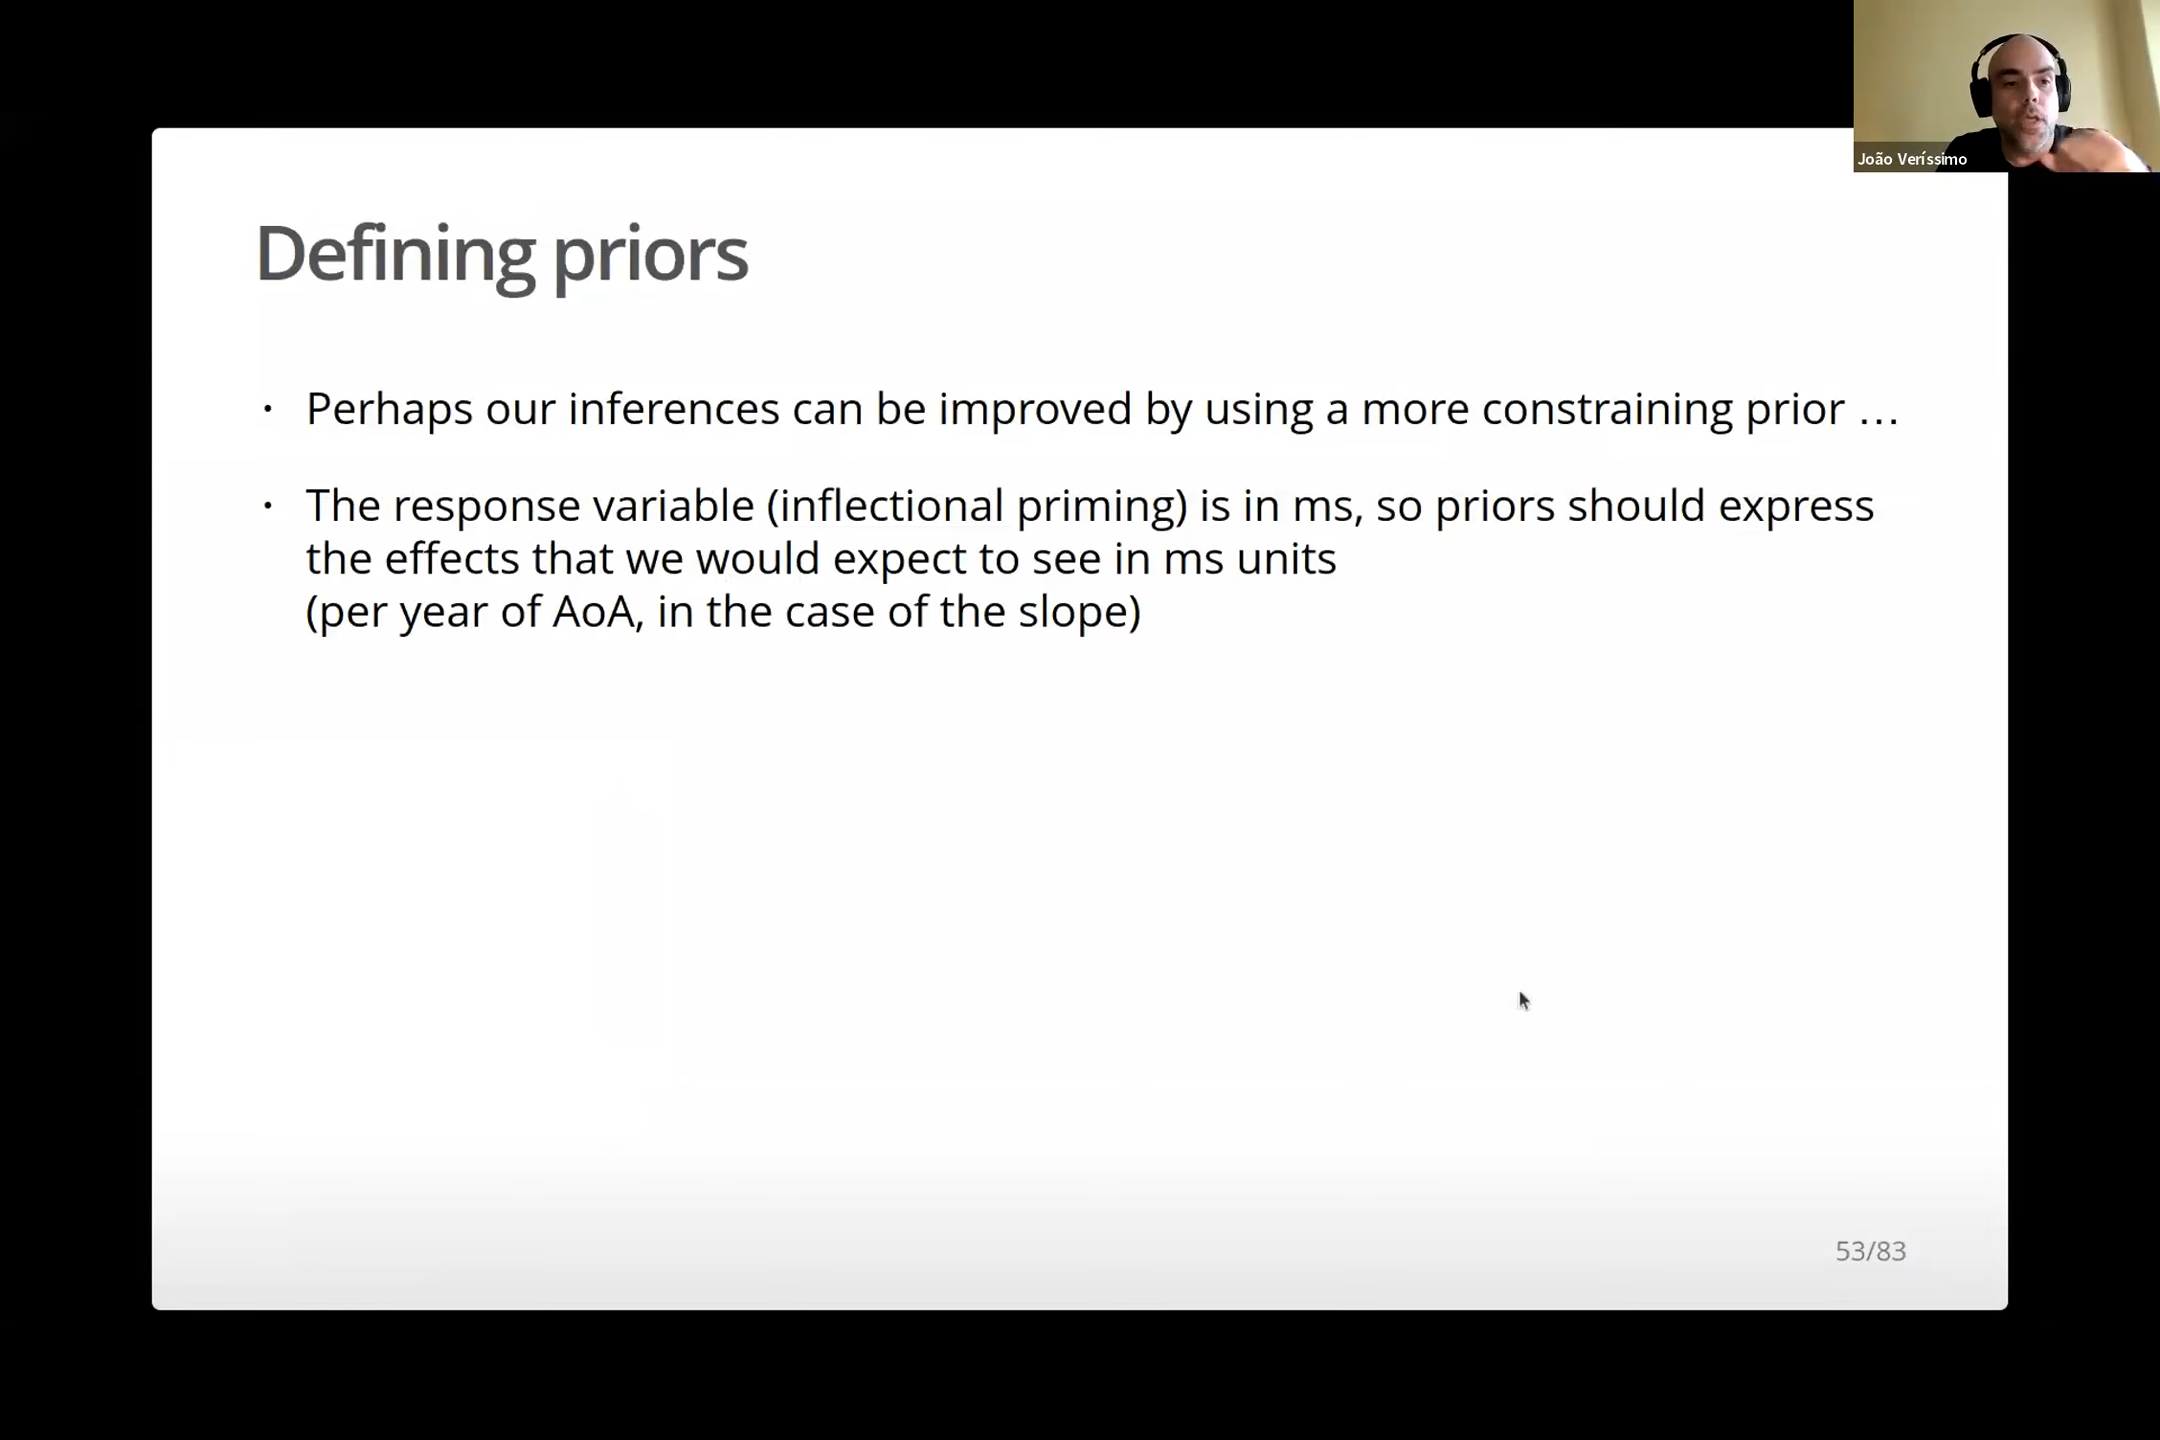 João Veríssimo
Defining priors
· Perhaps our inferences can be improved by using a more constraining prior …
· The response variable (inflectional priming) is in ms, so priors should express
the effects that we would expect to see in ms units
(per year of AoA, in the case of the slope)
53/83